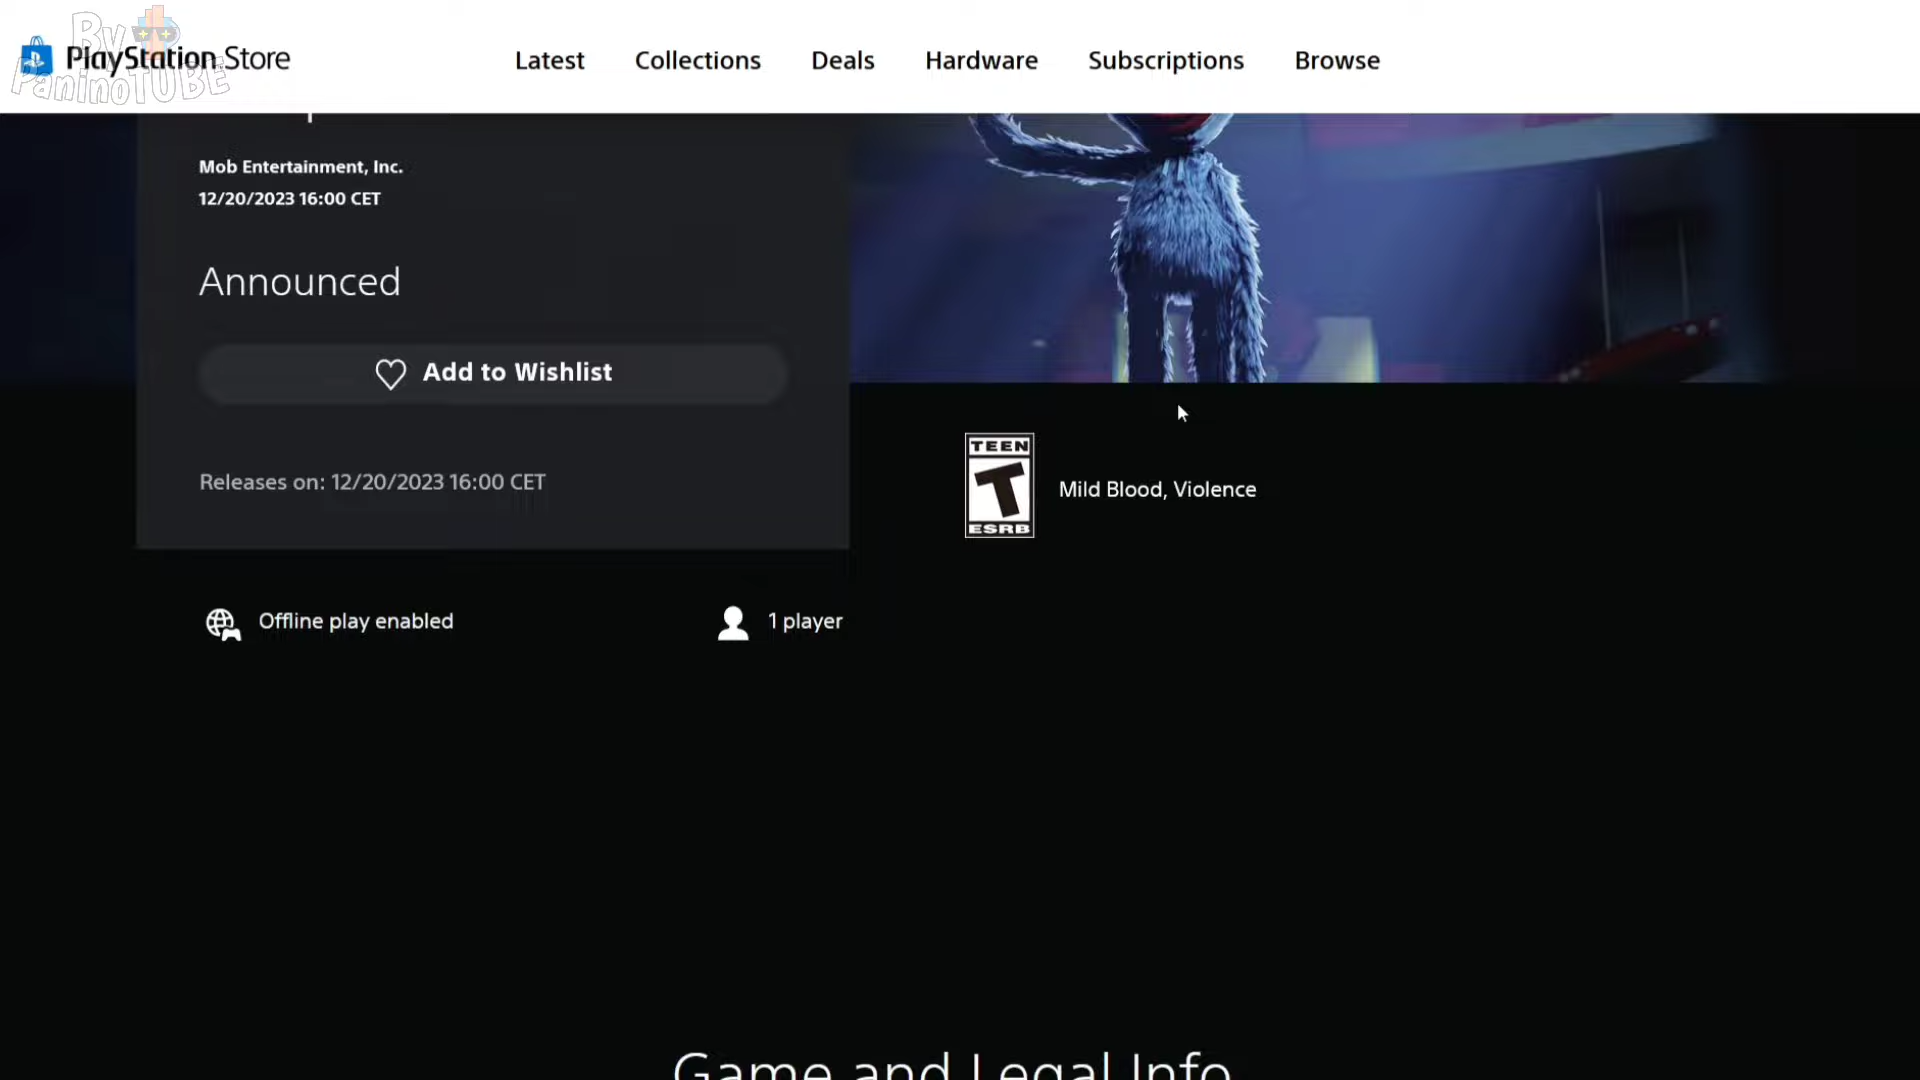 By
PaninoTUBE
PlayStation Store
Latest
Collections
Deals
Hardware
Subscriptions
Browse
Mob Entertainment, Inc.
12/20/2023 16:00 CET
Announced
Add to Wishlist
Releases on: 12/20/2023 16:00 CET
TEEN
T
ESRB
Mild Blood, Violence
Offline play enabled
1 player
Game and Legal Info